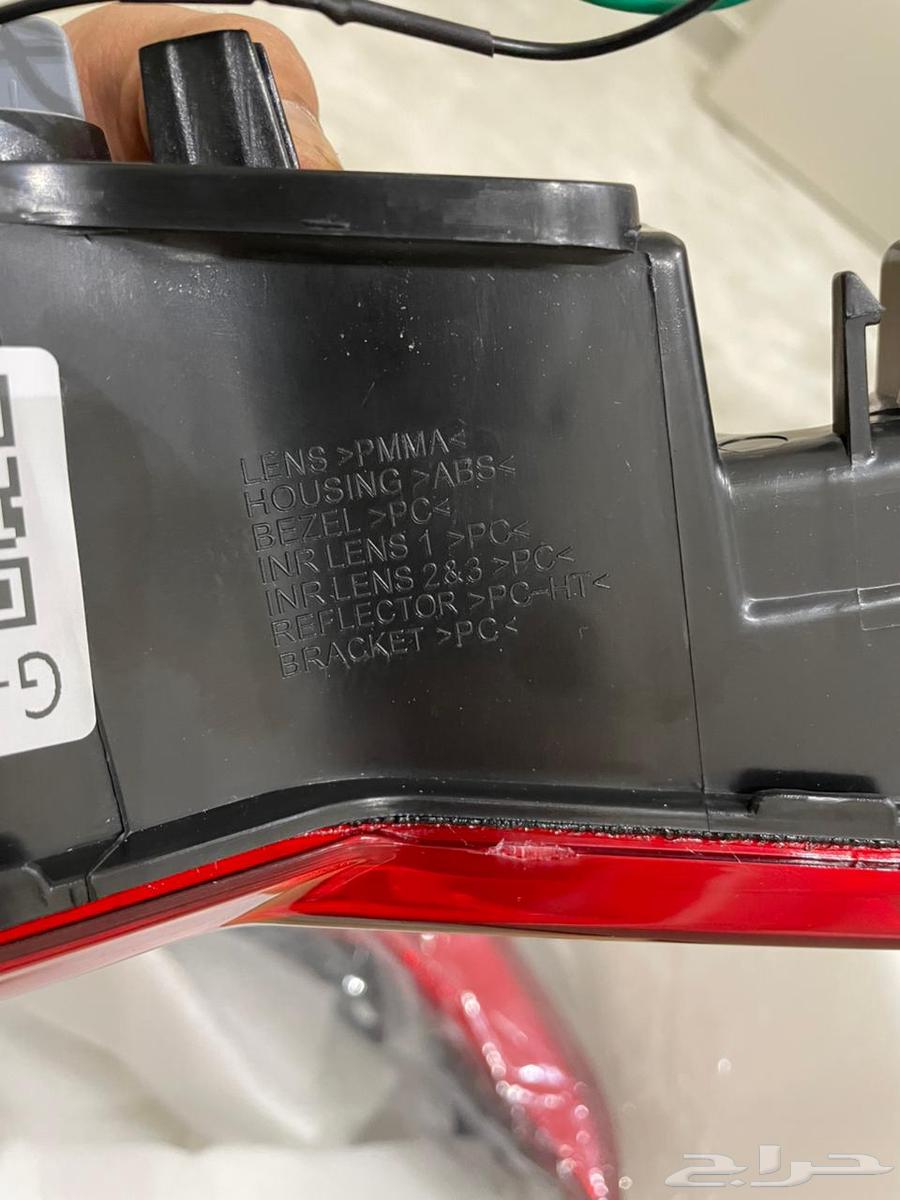 LENS >PMMA<
HOUSING >ABS<
BEZEL >PC<
INR LENS 1 >PC<
INR LENS 2&3 >PC<
REFLECTOR >PC-HT<
BRACKET >PC<
G
حراج